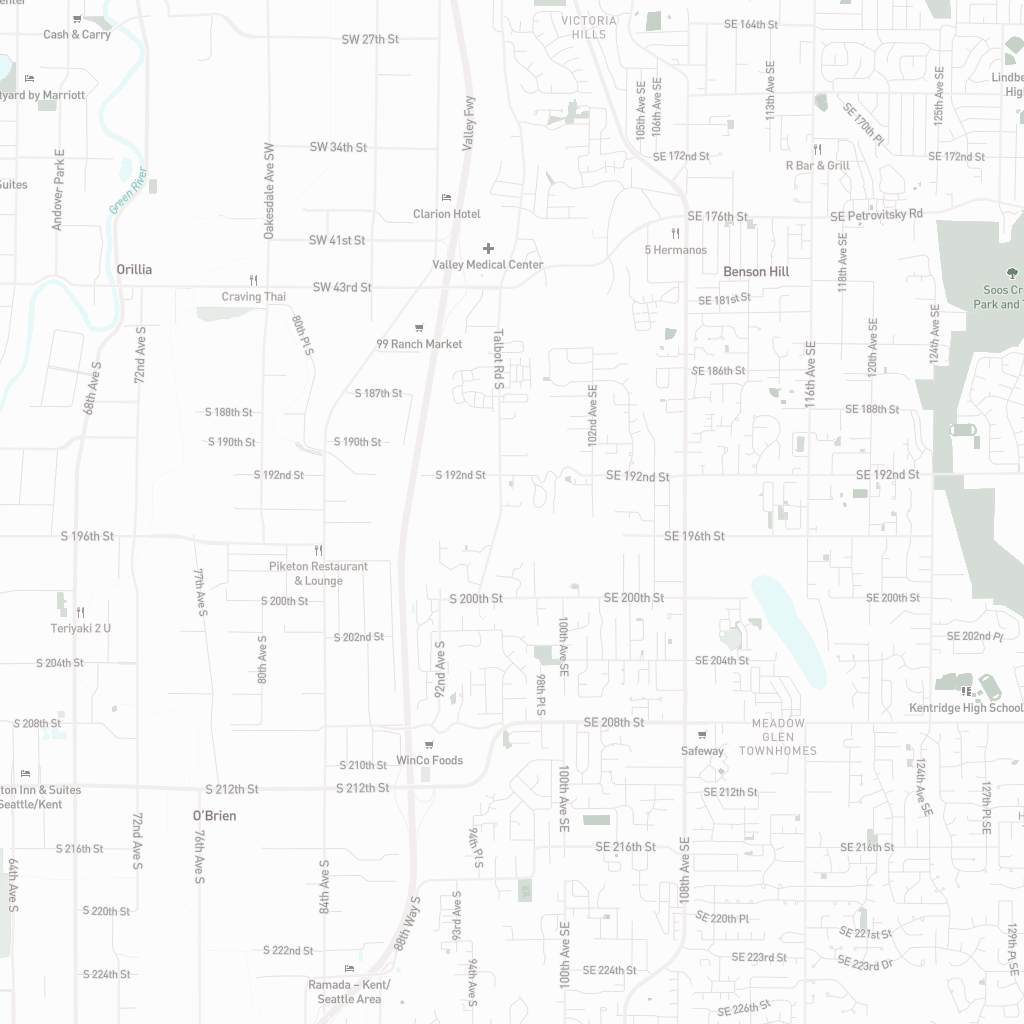 VICTORIA
HILLS
SE 164th St
Cash & Carry
SW 27th St
Lindbe
High
tyard by Marriott
105th Ave SE
106th Ave SE
113th Ave SE
125th Ave SE
Valley Fwy
SE 170th Pl
SW 34th St
SE 172nd St
SE 172nd St
R Bar & Grill
Andover Park E
Suites
Green River
Oakesdale Ave SW
Clarion Hotel
SE 176th St
SE Petrovitsky Rd
SW 41st St
5 Hermanos
118th Ave SE
Orillia
Valley Medical Center
Benson Hill
Craving Thai
SW 43rd St
SE 181st St
Soos Cre
Park and T
80th Pl S
99 Ranch Market
72nd Ave S
68th Ave S
Talbot Rd S
SE 186th St
116th Ave SE
120th Ave SE
124th Ave SE
S 187th St
S 188th St
SE 188th St
102nd Ave SE
S 190th St
S 190th St
S 192nd St
S 192nd St
SE 192nd St
SE 192nd St
S 196th St
SE 196th St
Piketon Restaurant
& Lounge
77th Ave S
S 200th St
S 200th St
SE 200th St
SE 200th St
Teriyaki 2 U
S 202nd St
SE 202nd Pl
100th Ave SE
80th Ave S
92nd Ave S
S 204th St
SE 204th St
98th Pl S
Kentridge High School
S 208th St
SE 208th St
MEADOW
GLEN
TOWNHOMES
Safeway
WinCo Foods
S 210th St
ton Inn & Suites
Seattle/Kent
S 212th St
S 212th St
SE 212th St
100th Ave SE
124th Ave SE
127th Pl SE
O'Brien
72nd Ave S
76th Ave S
S 216th St
94th Pl S
SE 216th St
SE 216th St
64th Ave S
84th Ave S
108th Ave SE
S 220th St
93rd Ave S
88th Way S
SE 220th Pl
SE 221st St
129th Pl SE
S 222nd St
100th Ave SE
SE 223rd St
SE 223rd Dr
S 224th St
94th Ave S
SE 224th St
Ramada – Kent/
Seattle Area
SE 226th St